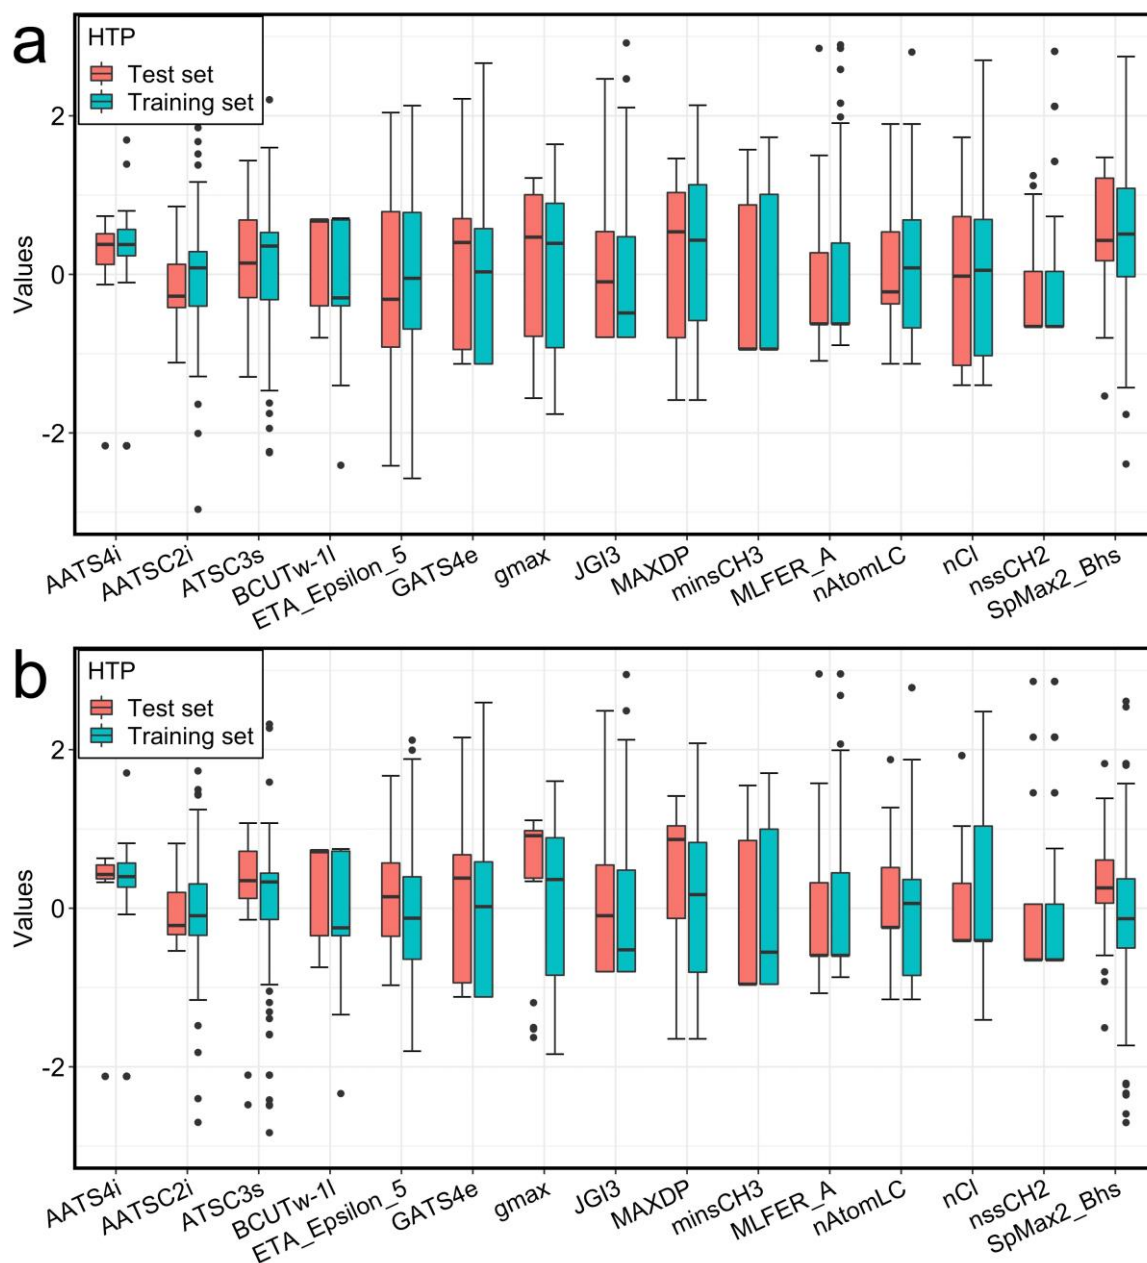 a
HTP
Test set
Training set
Values
2
0
-2
AATS4i
AATSC2i
ATSC3s
BCUTw-1l
ETA_Epsilon_5
GATS4e
gmax
JGI3
MAXDP
minsCH3
MLFER_A
nAtomLC
nCl
nssCH2
SpMax2_Bhs
b
HTP
Test set
Training set
Values
2
0
-2
AATS4i
AATSC2i
ATSC3s
BCUTw-1l
ETA_Epsilon_5
GATS4e
gmax
JGI3
MAXDP
minsCH3
MLFER_A
nAtomLC
nCl
nssCH2
SpMax2_Bhs